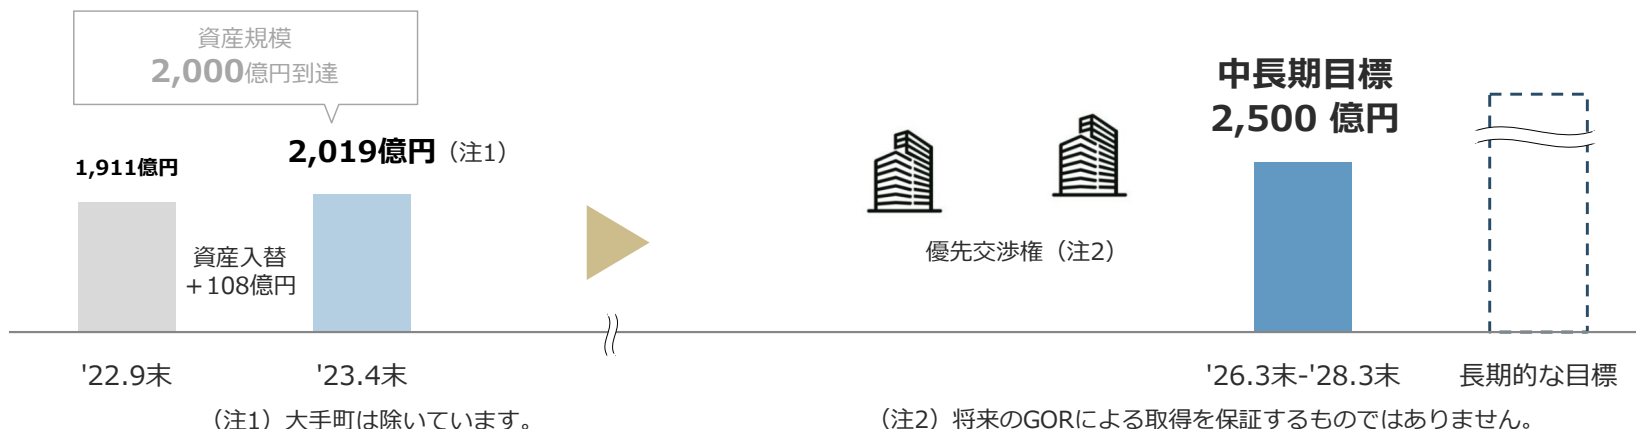 資産規模
2,000億円到達
1,911億円
2,019億円（注1）
資産入替
＋108億円
優先交渉権（注2）
中長期目標
2,500 億円
'22.9末
'23.4末
'26.3末-'28.3末
長期的な目標
（注1）大手町は除いています。
（注2）将来のGORによる取得を保証するものではありません。